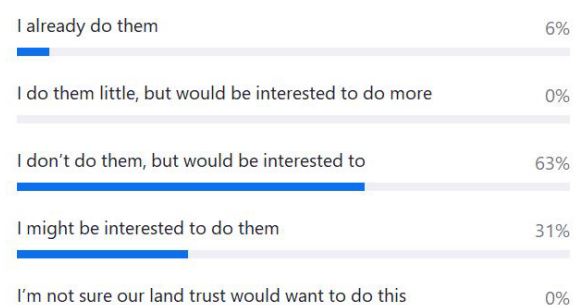 I already do them 6%
I do them little, but would be interested to do more 0%
I don't do them, but would be interested to 63%
I might be interested to do them 31%
I'm not sure our land trust would want to do this 0%